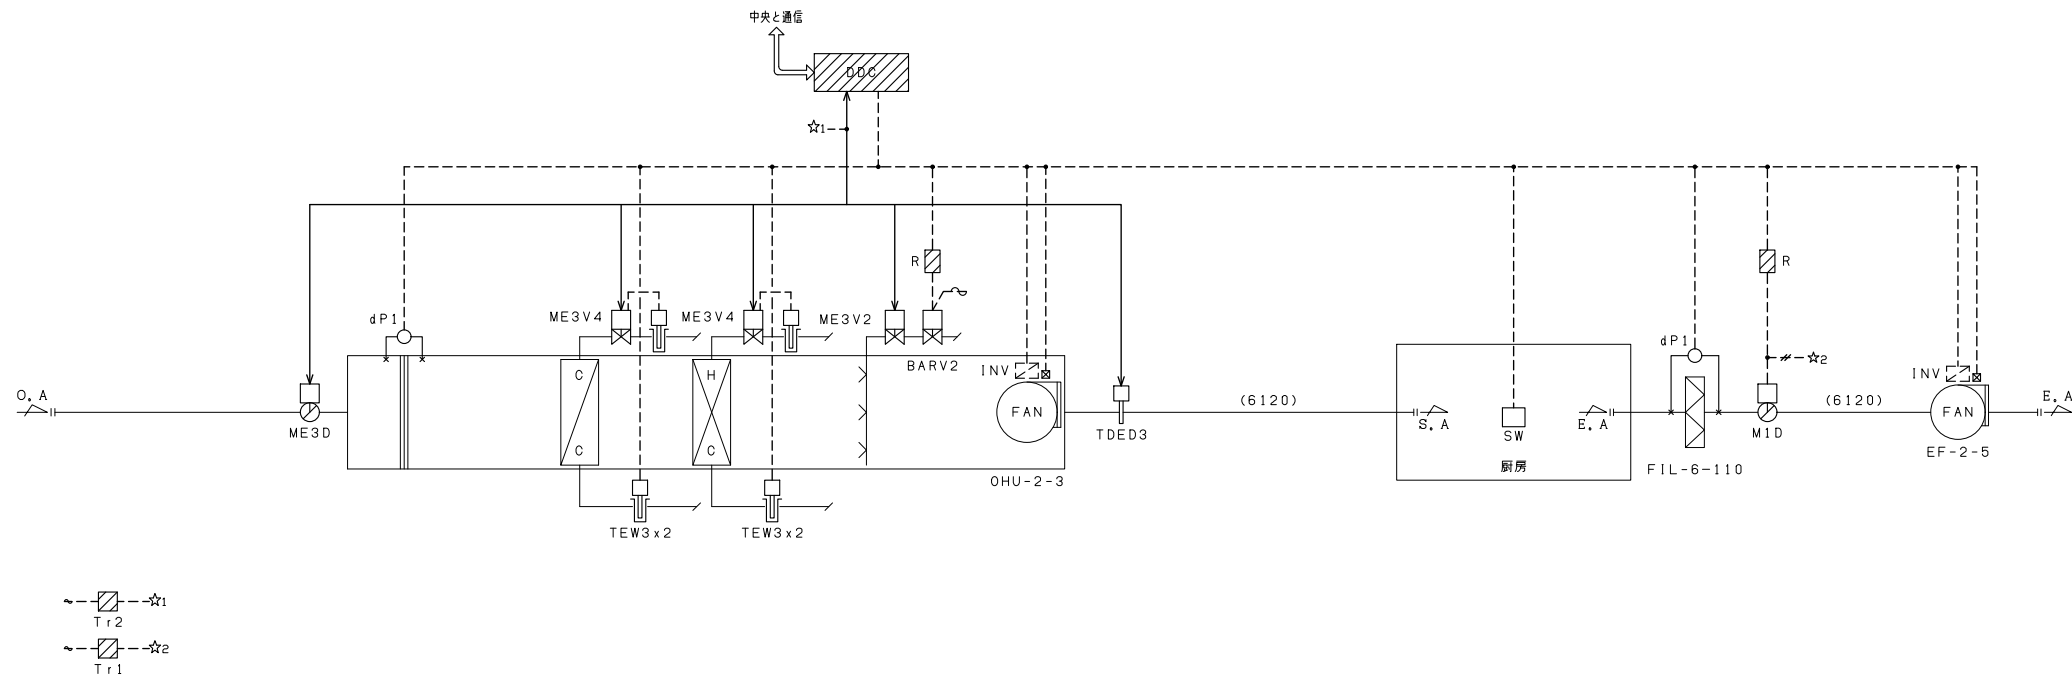 中央と通信
DDC
☆1
R
R
dP1
ME3V4
ME3V4
ME3V2
BARV2
INV
dP1
☆2
INV
O.A
ME3D
C
C
H
C
FAN
OHU-2-3
TDED3
(6120)
S.A
SW
厨房
E.A
FIL-6-110
M1D
(6120)
FAN
EF-2-5
E.A
TEW3x2
TEW3x2
~ ☆1
Tr2
~ ☆2
Tr1